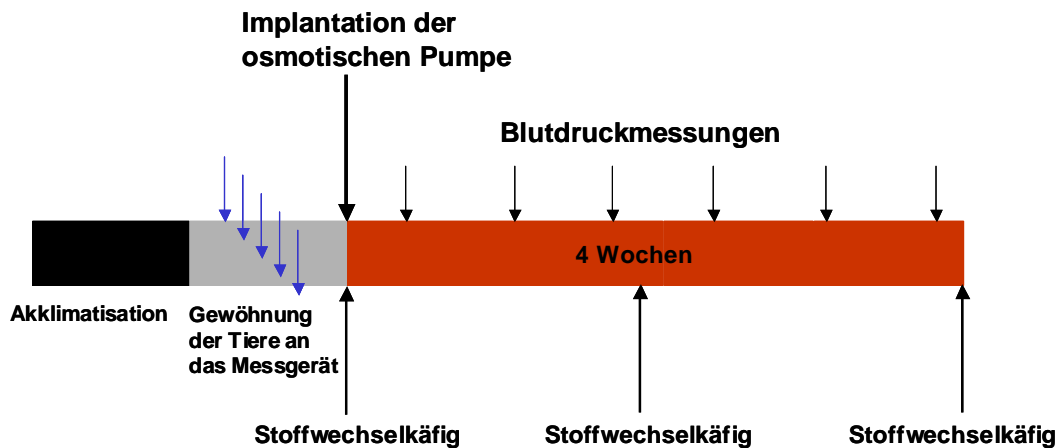 Implantation der
osmotischen Pumpe
Blutdruckmessungen
4 Wochen
Akklimatisation
Gewöhnung
der Tiere an
das Messgerät
Stoffwechselkäfig
Stoffwechselkäfig
Stoffwechselkäfig